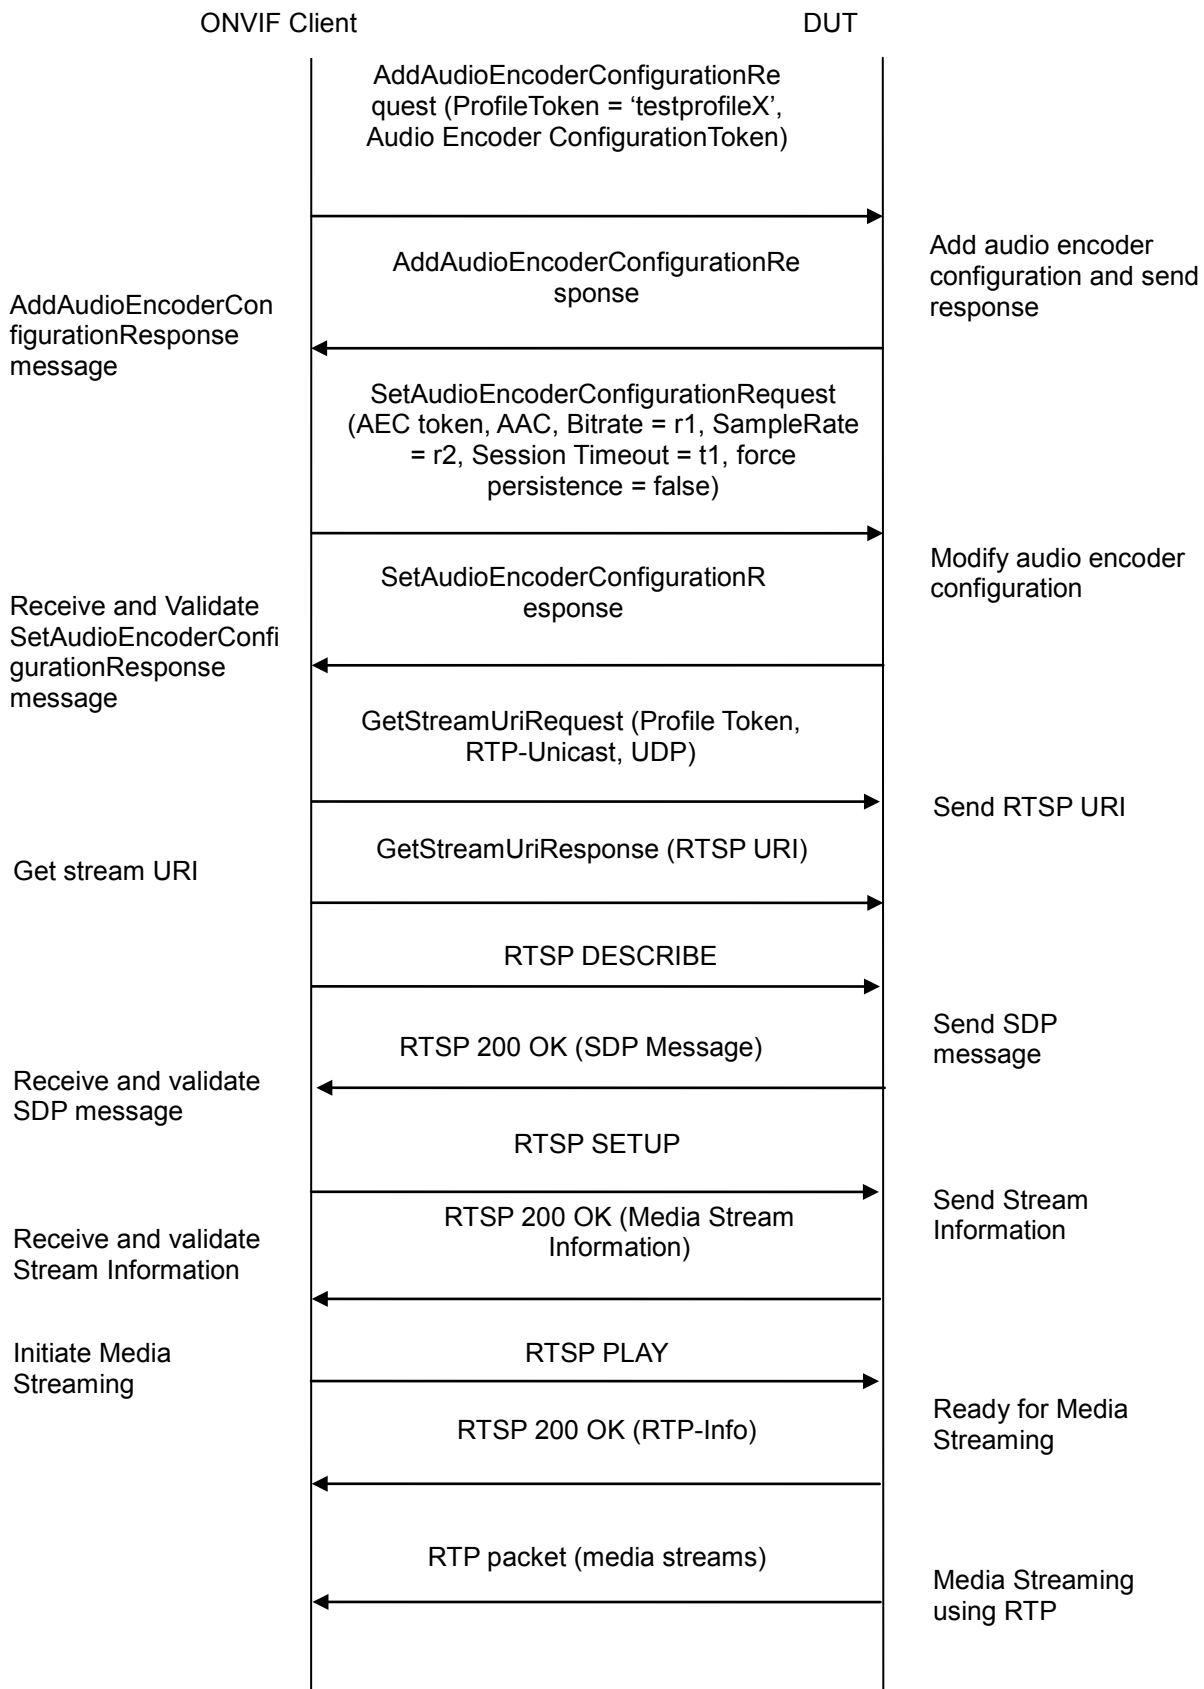 ONVIF Client
DUT
AddAudioEncoderConfigurationRe
quest (ProfileToken = ‘testprofileX’,
Audio Encoder ConfigurationToken)
Add audio encoder
configuration and send
response
AddAudioEncoderConfigurationRe
sponse
AddAudioEncoderCon
figurationResponse
message
SetAudioEncoderConfigurationRequest
(AEC token, AAC, Bitrate = r1, SampleRate
= r2, Session Timeout = t1, force
persistence = false)
Modify audio encoder
configuration
SetAudioEncoderConfigurationR
esponse
Receive and Validate
SetAudioEncoderConfi
gurationResponse
message
GetStreamUriRequest (Profile Token,
RTP-Unicast, UDP)
Send RTSP URI
GetStreamUriResponse (RTSP URI)
Get stream URI
RTSP DESCRIBE
Send SDP
message
RTSP 200 OK (SDP Message)
Receive and validate
SDP message
RTSP SETUP
Send Stream
Information
RTSP 200 OK (Media Stream
Information)
Receive and validate
Stream Information
Initiate Media
Streaming
RTSP PLAY
Ready for Media
Streaming
RTSP 200 OK (RTP-Info)
RTP packet (media streams)
Media Streaming
using RTP